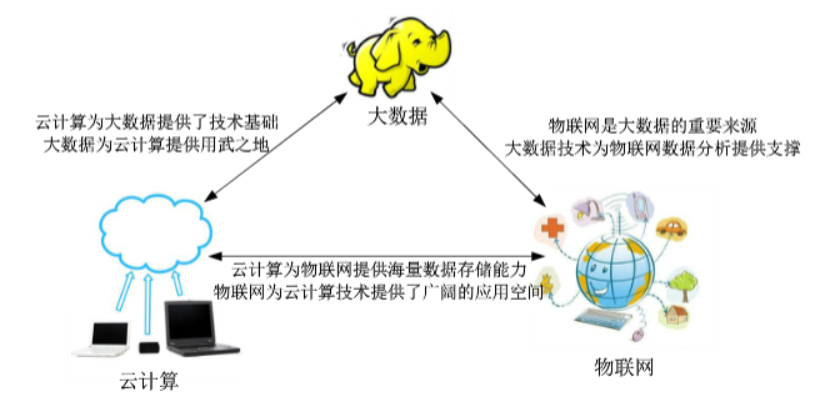 大数据
云计算为大数据提供了技术基础
大数据为云计算提供用武之地
物联网是大数据的重要来源
大数据技术为物联网数据分析提供支撑
云计算为物联网提供海量数据存储能力
物联网为云计算技术提供了广阔的应用空间
云计算
物联网